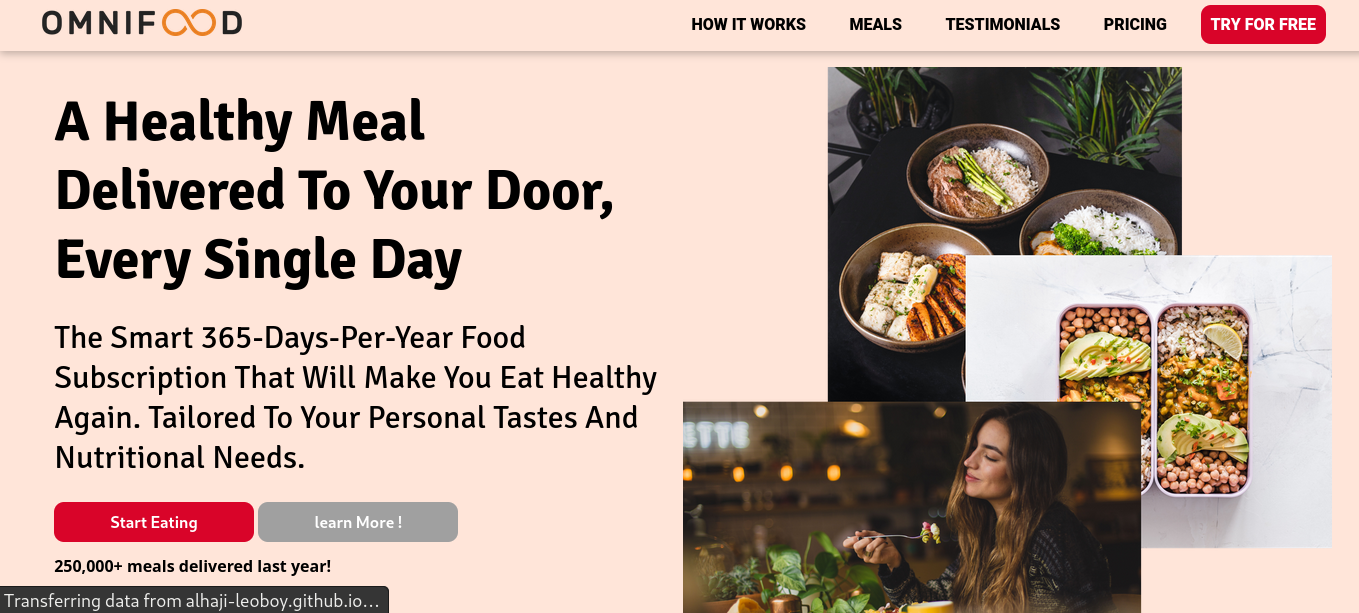 OMNIFOOD
HOW IT WORKS
MEALS
TESTIMONIALS
PRICING
TRY FOR FREE
A Healthy Meal
Delivered To Your Door,
Every Single Day
The Smart 365-Days-Per-Year Food
Subscription That Will Make You Eat Healthy
Again. Tailored To Your Personal Tastes And
Nutritional Needs.
Start Eating
learn More !
250,000+ meals delivered last year!
Transferring data from alhaji-leoboy.github.io...